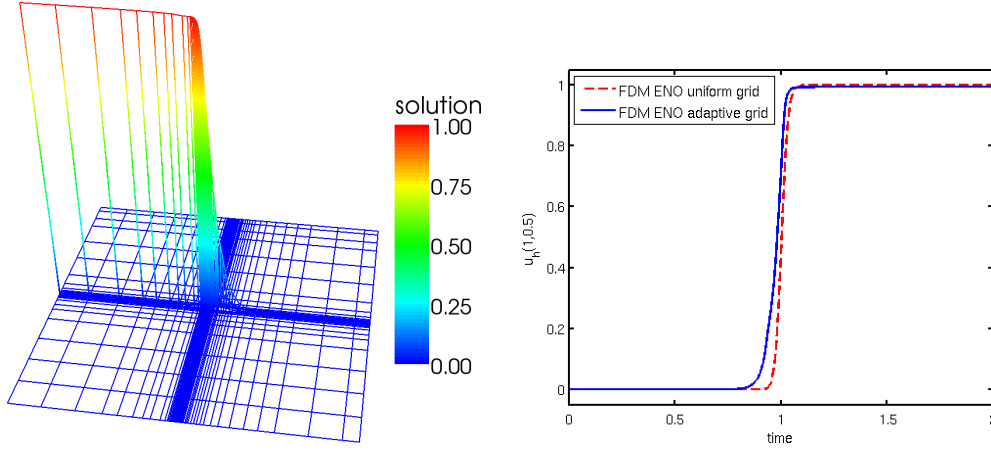 solution
1.00
0.75
0.50
0.25
0.00
FDM ENO uniform grid
FDM ENO adaptive grid
1
0.8
0.6
0.4
0.2
0
u_h(1,0.5)
0 0.5 1 1.5 2
time